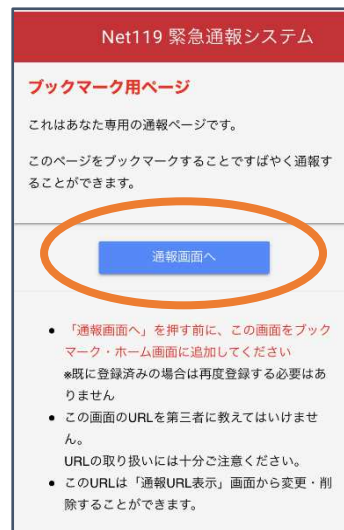 Net119 緊急通報システム
ブックマーク用ページ
これはあなた専用の通報ページです。
このページをブックマークすることですばやく通報す
ることができます。
通報画面へ
• 「通報画面へ」を押す前に、この画面をブック
マーク・ホーム画面に追加してください
※既に登録済みの場合は再度登録する必要はあ
りません
• この画面のURLを第三者に教えてはいけませ
ん。
URLの取り扱いには十分ご注意ください。
• このURLは「通報URL表示」画面から変更・削
除することができます。